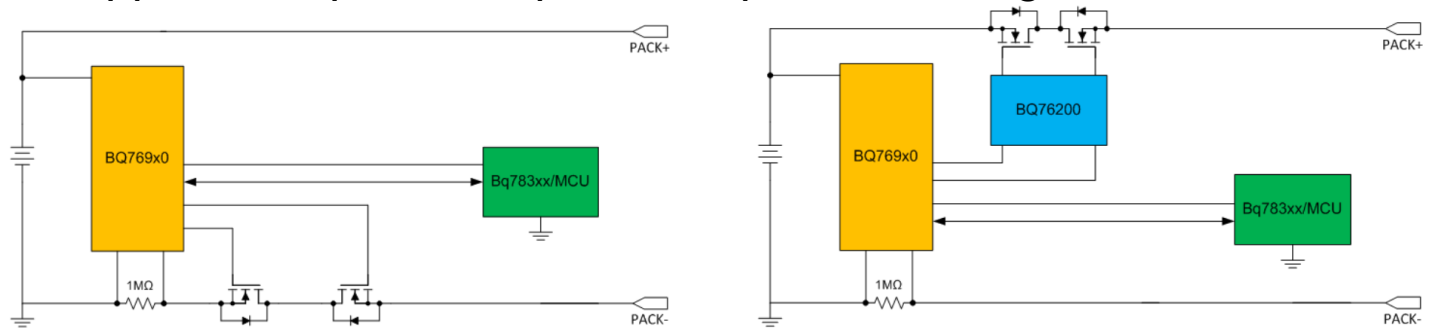 PACK+
BQ769x0
Bq783xx/MCU
1MΩ
PACK-
PACK+
BQ76200
BQ769x0
Bq783xx/MCU
1MΩ
PACK-